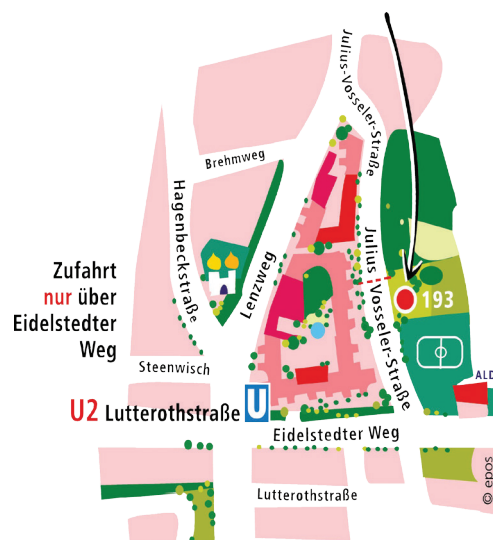 Julius-Vosseler-Straße
Brehmweg
Hagenbeckstraße
Lenzweg
Julius
Vosseler-Straße
193
Zufahrt
nur über
Eidelstedter
Weg
Steenwisch
ALD
U2 Lutterothstraße U
Eidelstedter Weg
Lutterothstraße
© epos